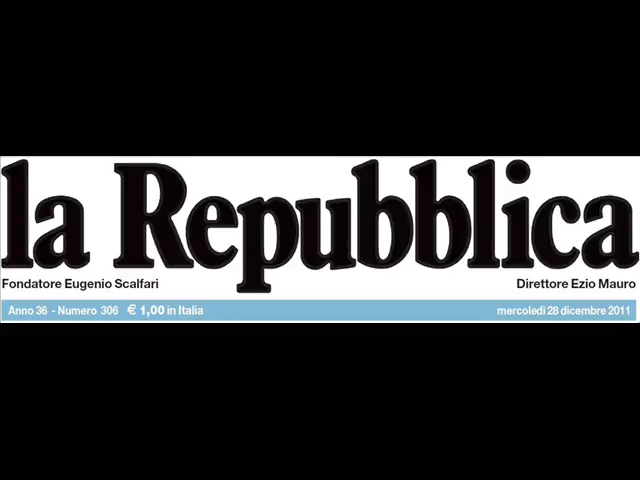 la Repubblica
Fondatore Eugenio Scalfari Direttore Ezio Mauro
Anno 36 - Numero 306 € 1,00 in Italia mercoledì 28 dicembre 2011